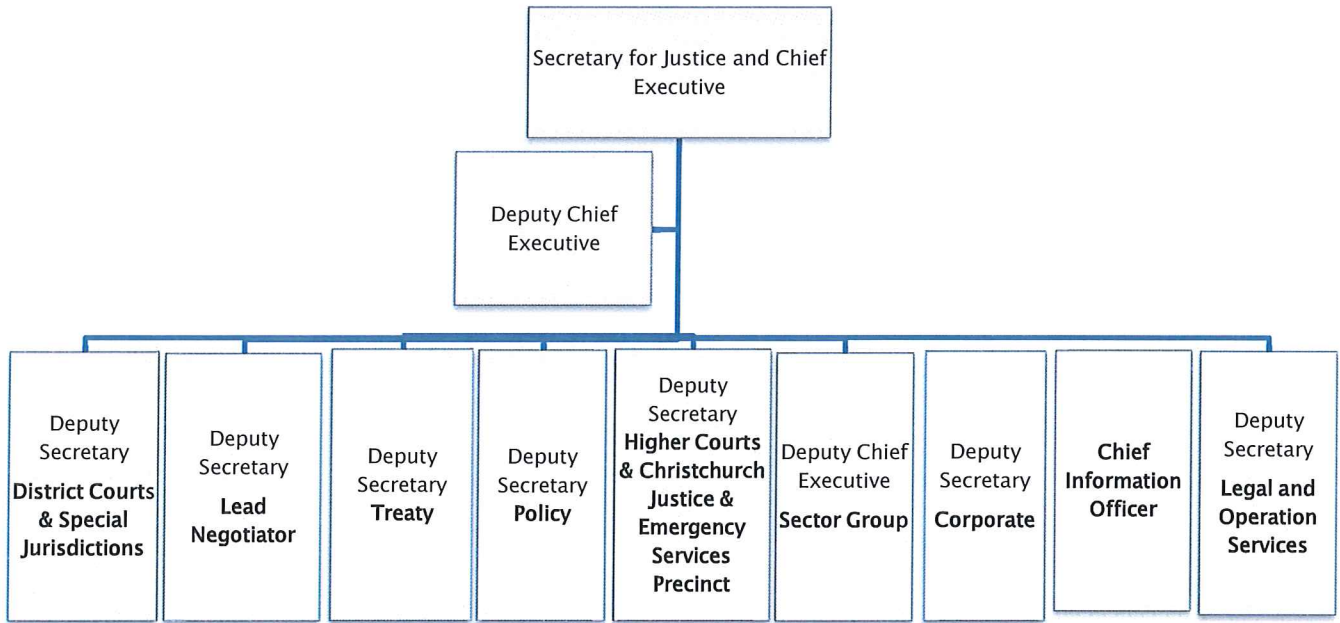 Secretary for Justice and Chief
Executive
Deputy Chief
Executive
Deputy
Secretary
District Courts
& Special
Jurisdictions
Deputy
Secretary
Lead
Negotiator
Deputy
Secretary
Treaty
Deputy
Secretary
Policy
Deputy
Secretary
Higher Courts
& Christchurch
Justice &
Emergency
Services
Precinct
Deputy Chief
Executive
Sector Group
Deputy
Secretary
Corporate
Chief
Information
Officer
Deputy
Secretary
Legal and
Operation
Services